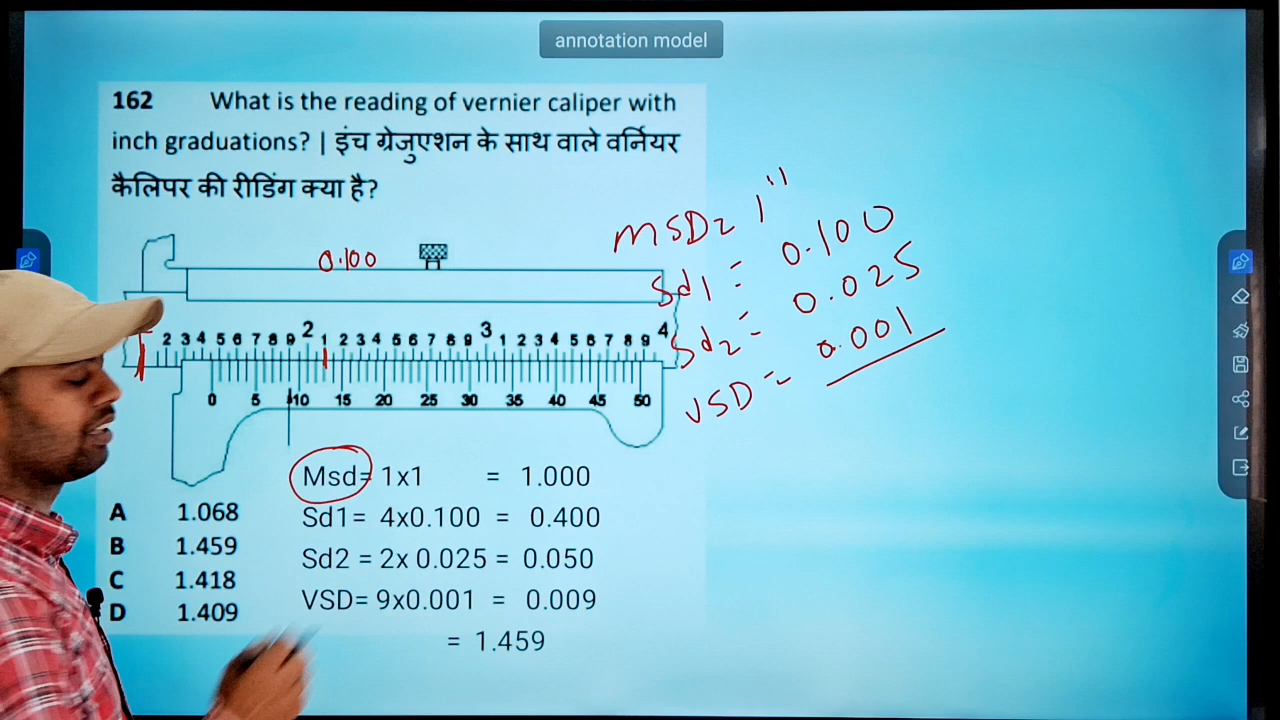 annotation model
162 What is the reading of vernier caliper with
inch graduations? | इंच ग्रेजुएशन के साथ वाले वर्नियर
कैलिपर की रीडिंग क्या है?
MSD= 1"
Sd1 = 0.100
Sd2 = 0.025
VSD = 0.001
0.100
2 3 4 5 6 7 8 9 2 1 2 3 4 5 6 7 8 9 3 1 2 3 4 5 6 7 8 9 4
0 5 10 15 20 25 30 35 40 45 50
Msd= 1x1 = 1.000
Sd1= 4x0.100 = 0.400
Sd2 = 2x 0.025 = 0.050
VSD= 9x0.001 = 0.009
= 1.459
A 1.068
B 1.459
C 1.418
D 1.409